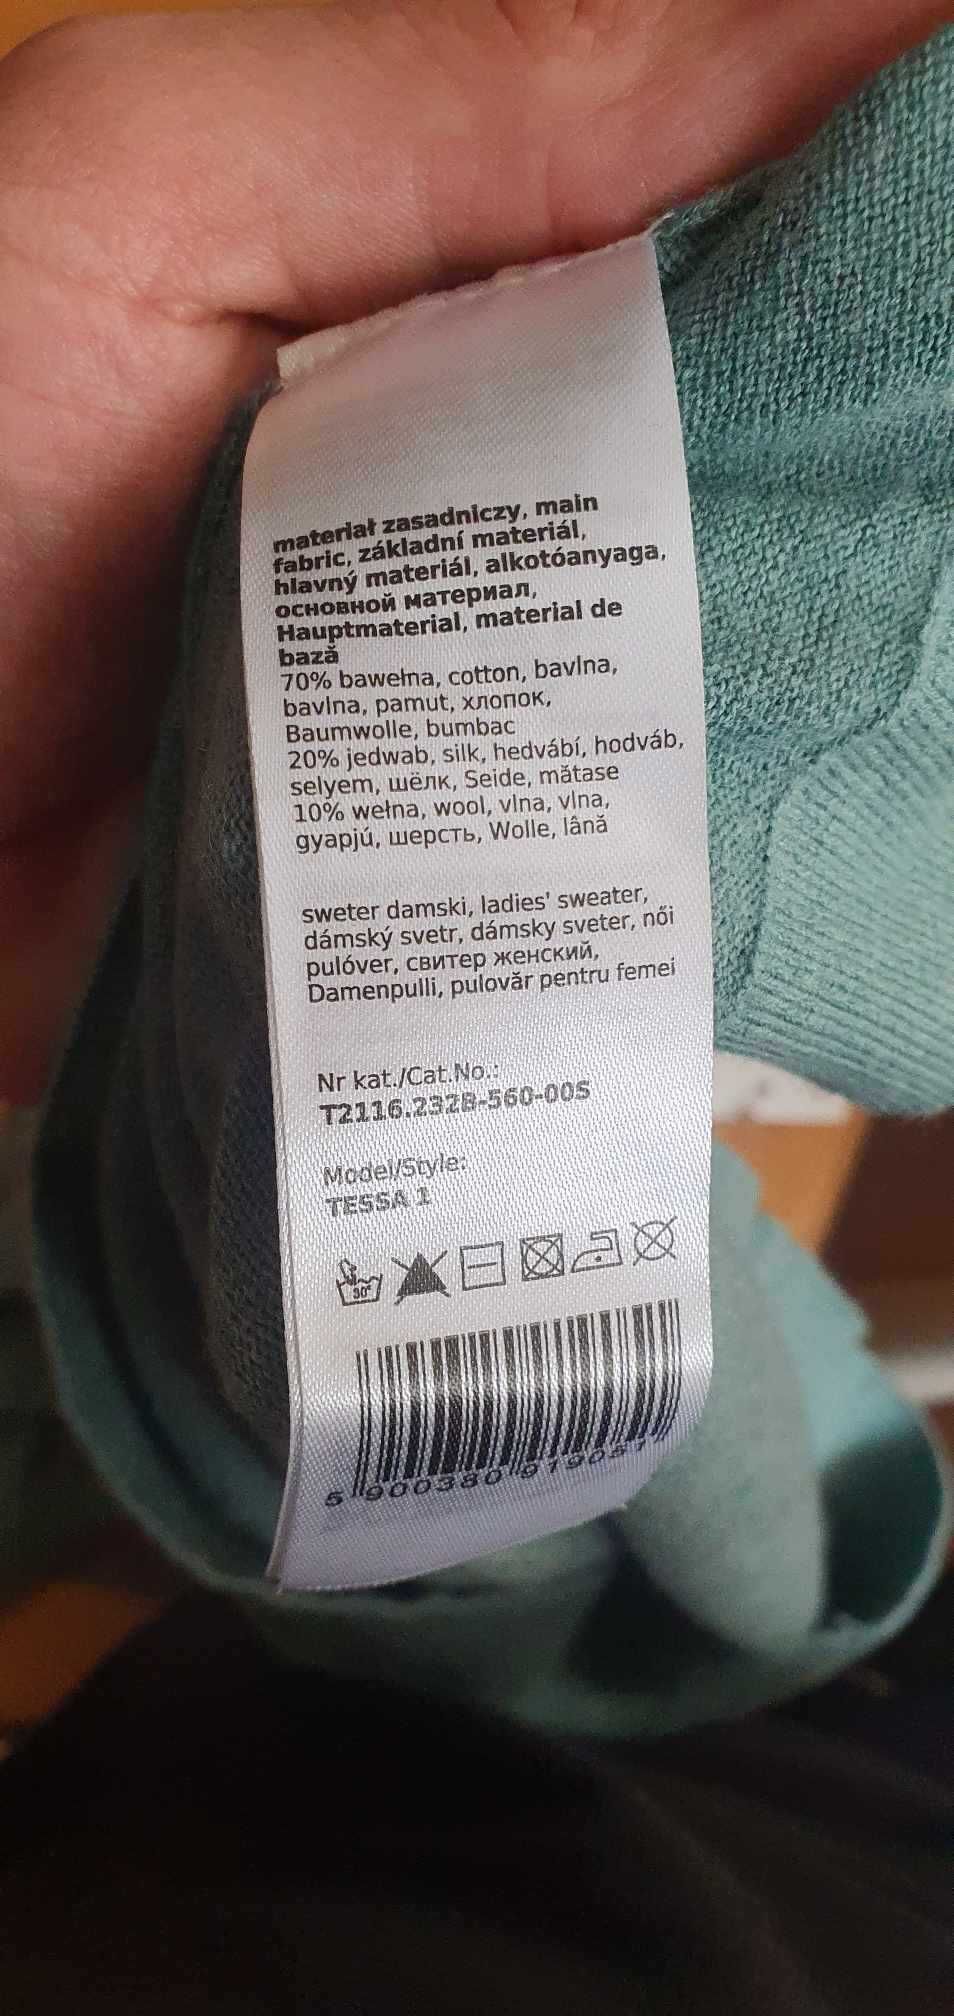 materiał zasadniczy, main
fabric, základní materiál,
hlavný materiál, alkotóanyaga,
основной материал,
Hauptmaterial, material de
bază
70% bawełna, cotton, bavlna,
bavlna, pamut, хлопок,
Baumwolle, bumbac
20% jedwab, silk, hedvábí, hodváb,
selyem, шёлк, Seide, mătase
10% wełna, wool, vlna, vlna,
gyapjú, шерсть, Wolle, lână
sweter damski, ladies' sweater,
dámský svetr, dámsky sveter, női
pulóver, свитер женский,
Damenpulli, pulovăr pentru femei
Nr kat./Cat.No.:
T2116.232B-560-00S
Model/Style:
TESSA 1
30°
5 900380 919051